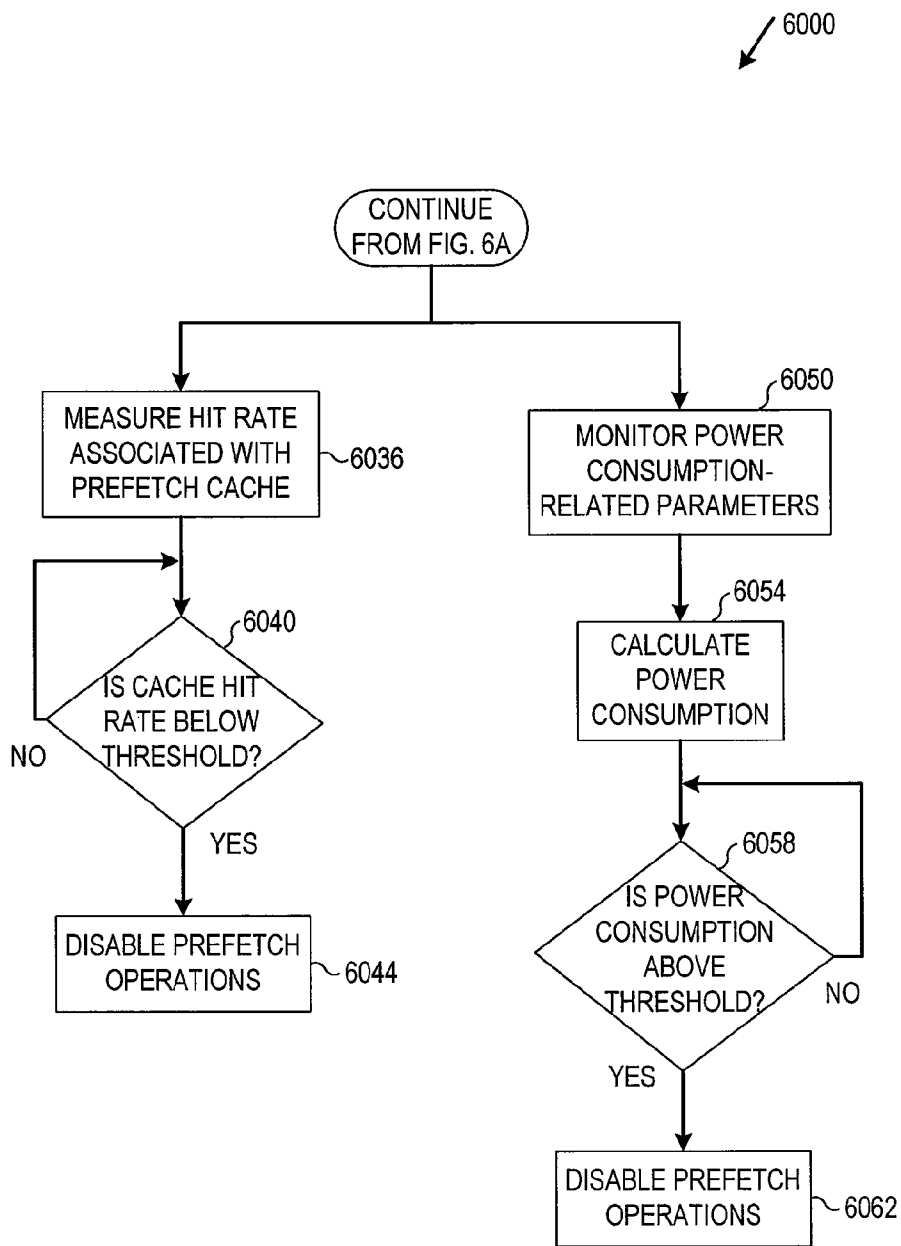 6000
CONTINUE
FROM FIG. 6A
MEASURE HIT RATE
ASSOCIATED WITH
PREFETCH CACHE
6036
6040
IS CACHE HIT
RATE BELOW
THRESHOLD?
NO
YES
DISABLE PREFETCH
OPERATIONS
6044
6050
MONITOR POWER
CONSUMPTION-
RELATED PARAMETERS
6054
CALCULATE
POWER
CONSUMPTION
6058
IS POWER
CONSUMPTION
ABOVE
THRESHOLD?
NO
YES
DISABLE PREFETCH
OPERATIONS
6062